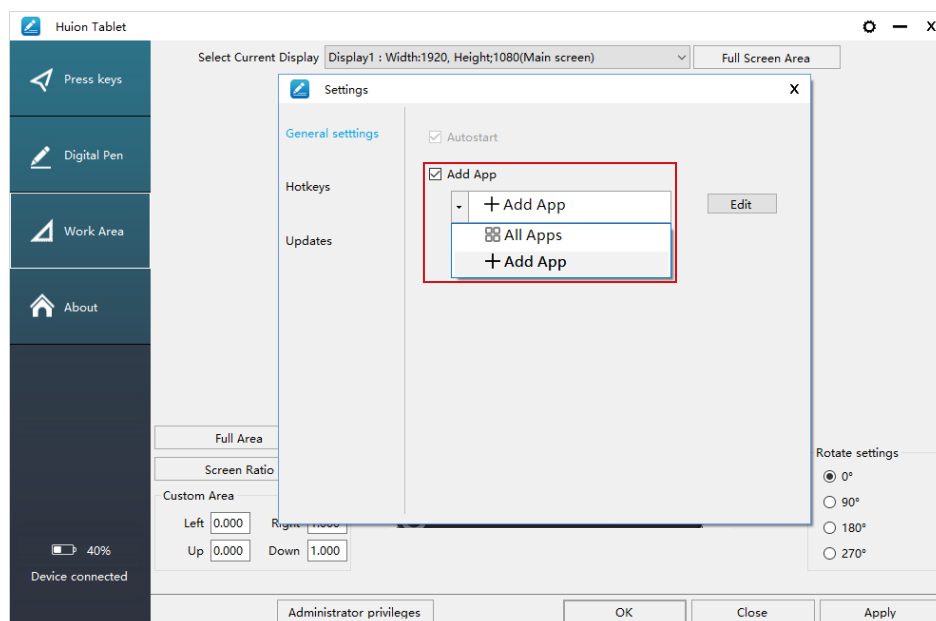 Huion Tablet
X
Select Current Display Display1 : Width:1920, Height;1080(Main screen) Full Screen Area
Press keys
Digital Pen
Work Area
About
40%
Device connected
Settings X
General setttings
Hotkeys
Updates
Autostart
Add App
Add App
Edit
All Apps
Add App
Full Area
Screen Ratio
Custom Area
Left 0.000 Right 1.000
Up 0.000 Down 1.000
Rotate settings
0°
90°
180°
270°
Administrator privileges OK Close Apply